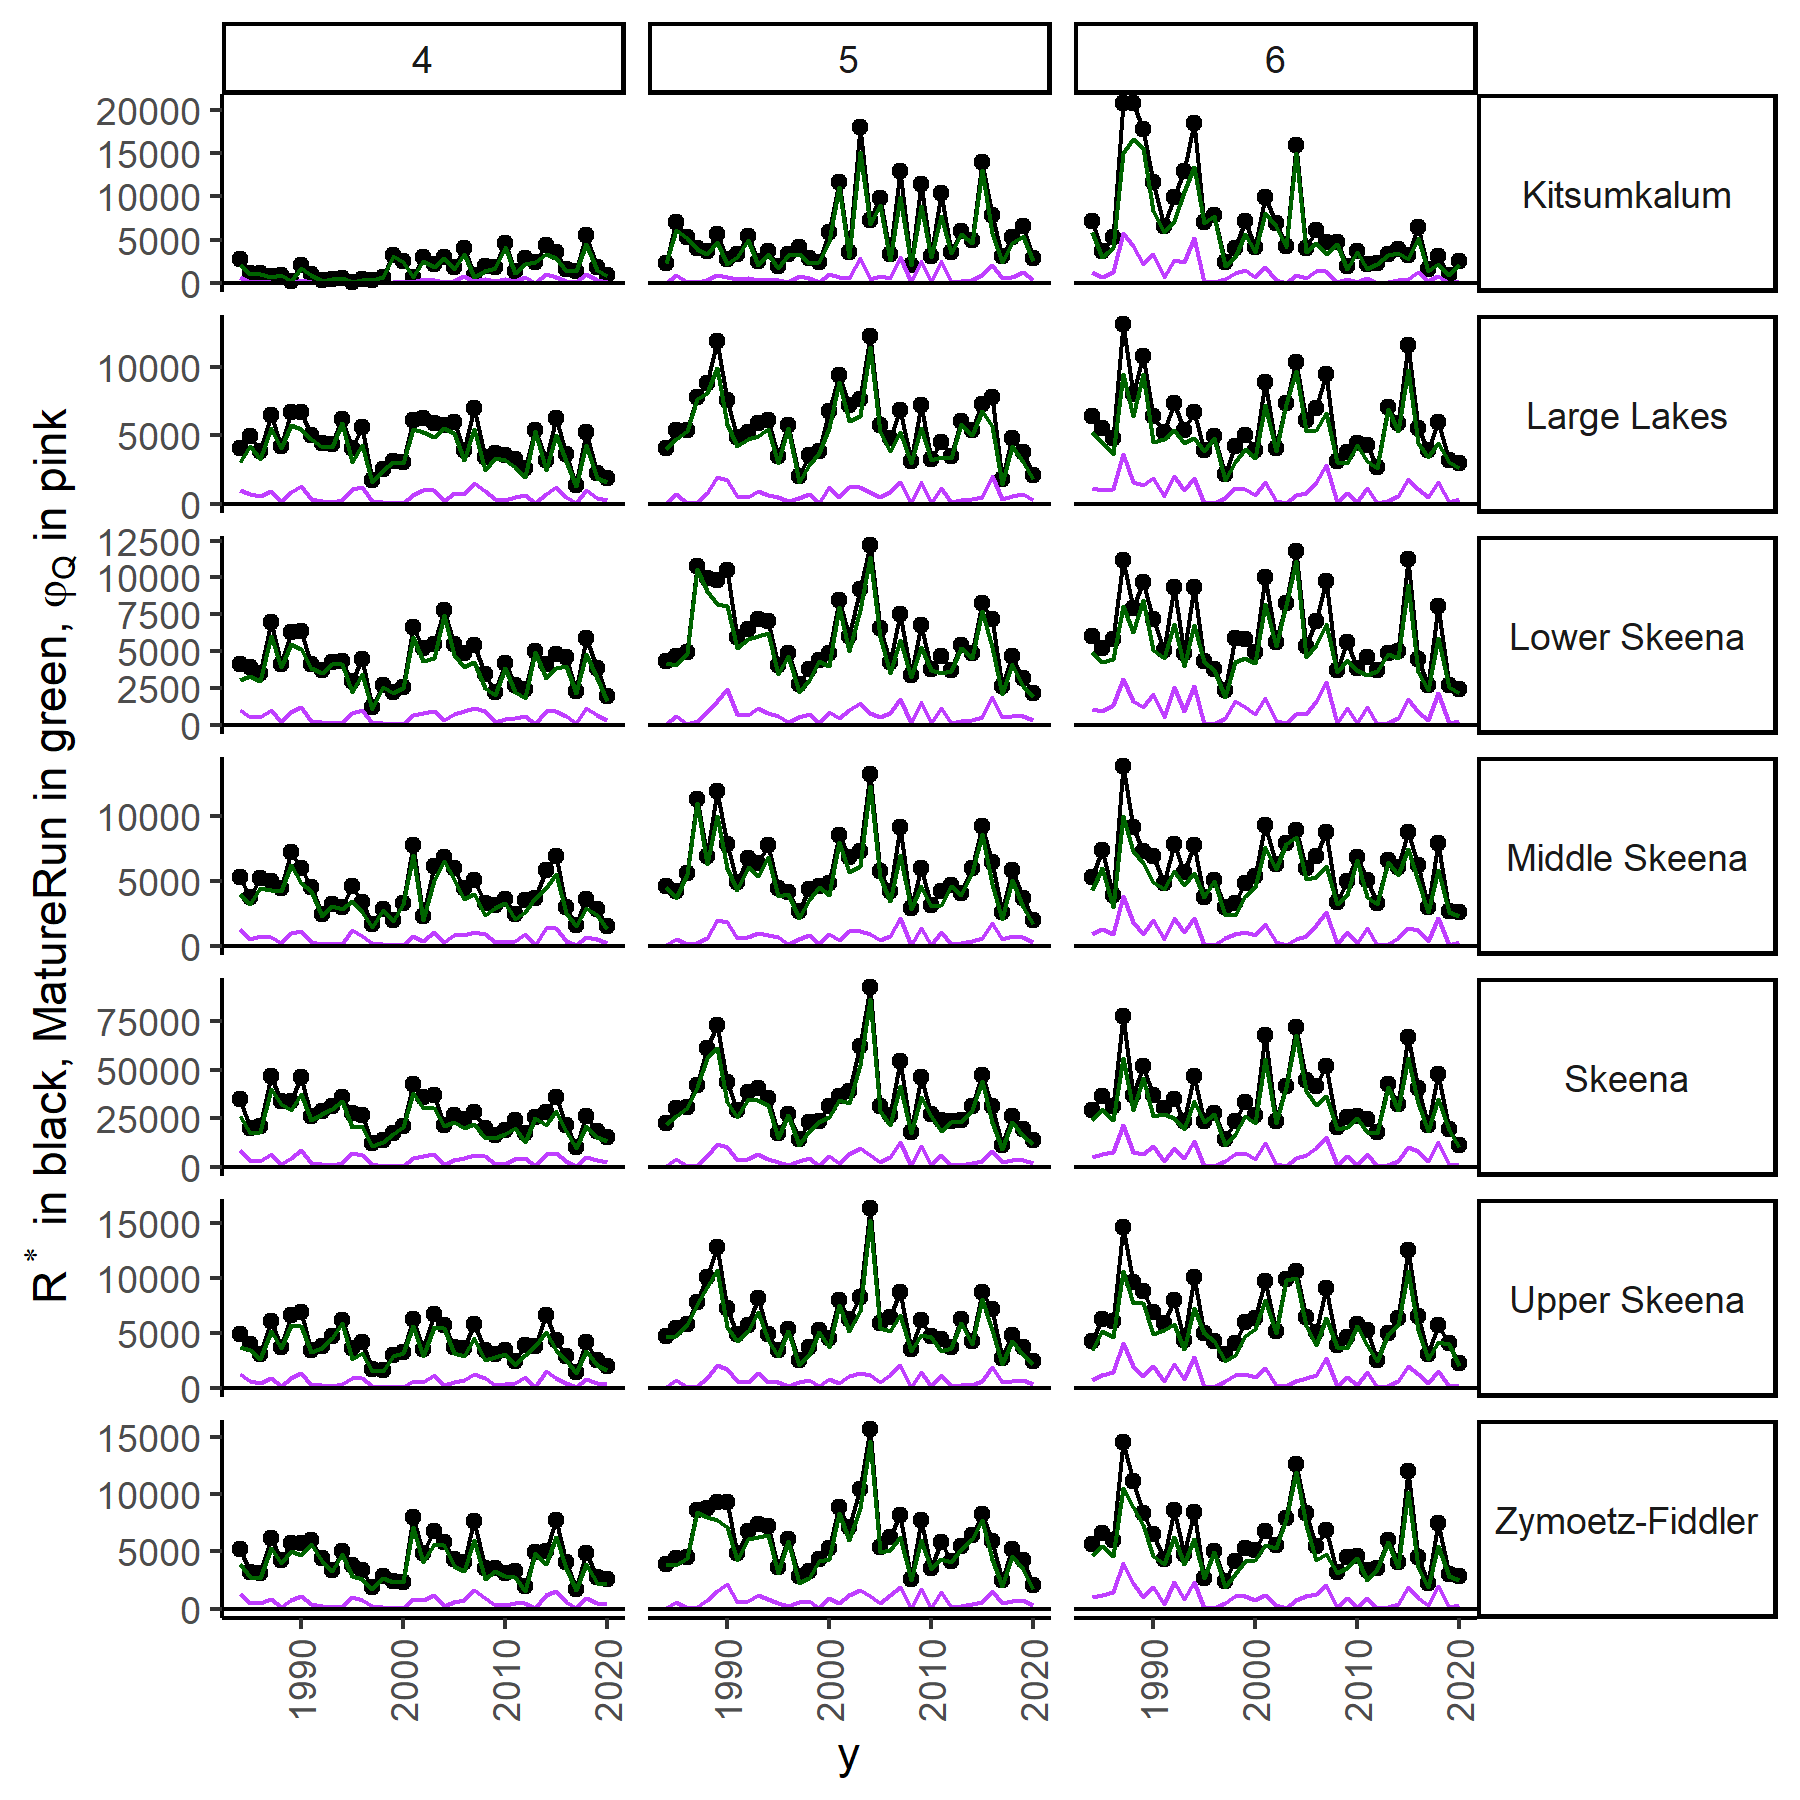 4 5 6
20000
15000
10000
5000
0
Kitsumkalum
10000
5000
0
Large Lakes
12500
10000
7500
5000
2500
0
Lower Skeena
10000
5000
0
Middle Skeena
75000
50000
25000
0
Skeena
15000
10000
5000
0
Upper Skeena
15000
10000
5000
0
Zymoetz-Fiddler
1990 2000 2010 2020 1990 2000 2010 2020 1990 2000 2010 2020
y
R* in black, MatureRun in green, φQ in pink